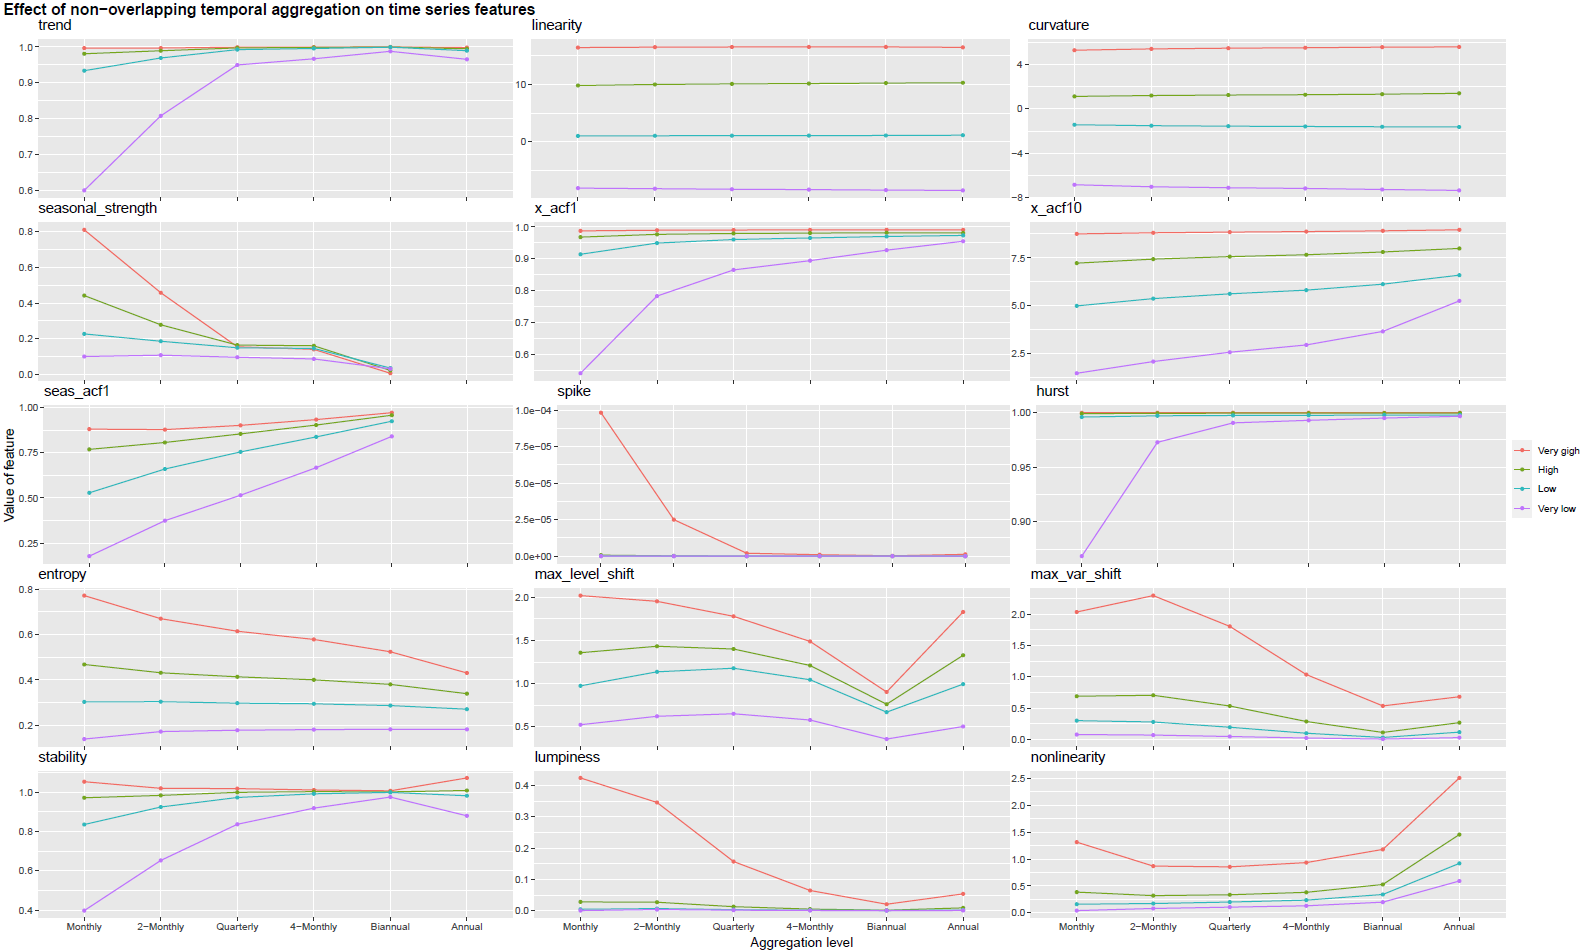 Effect of non−overlapping temporal aggregation on time series features
trend
linearity
curvature
1.0
0.9
0.8
0.7
0.6
10
0
4
0
−4
−8
seasonal_strength
x_acf1
x_acf10
0.8
0.6
0.4
0.2
0.0
1.0
0.9
0.8
0.7
0.6
7.5
5.0
2.5
seas_acf1
spike
hurst
1.00
0.75
0.50
0.25
1.0e−04
7.5e−05
5.0e−05
2.5e−05
0.0e+00
1.00
0.95
0.90
Value of feature
Very gigh
High
Low
Very low
entropy
max_level_shift
max_var_shift
0.8
0.6
0.4
0.2
2.0
1.5
1.0
0.5
2.0
1.5
1.0
0.5
0.0
stability
lumpiness
nonlinearity
1.0
0.8
0.6
0.4
0.4
0.3
0.2
0.1
0.0
2.5
2.0
1.5
1.0
0.5
0.0
Monthly 2−Monthly Quarterly 4−Monthly Biannual Annual
Monthly 2−Monthly Quarterly 4−Monthly Biannual Annual
Monthly 2−Monthly Quarterly 4−Monthly Biannual Annual
Aggregation level